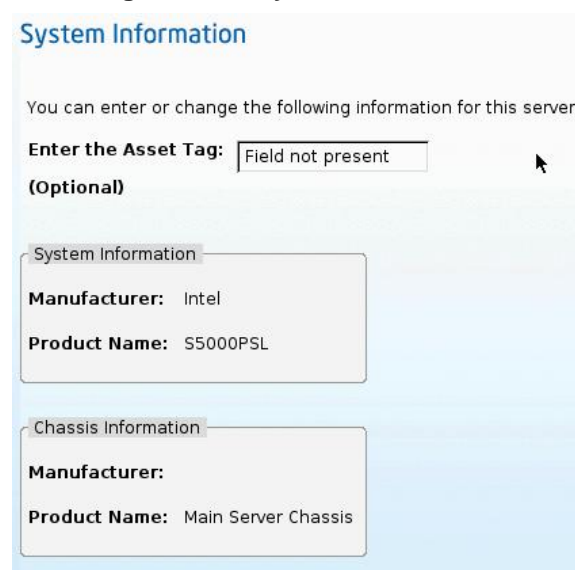 System Information
You can enter or change the following information for this server
Enter the Asset Tag: Field not present
(Optional)
System Information
Manufacturer: Intel
Product Name: S5000PSL
Chassis Information
Manufacturer:
Product Name: Main Server Chassis